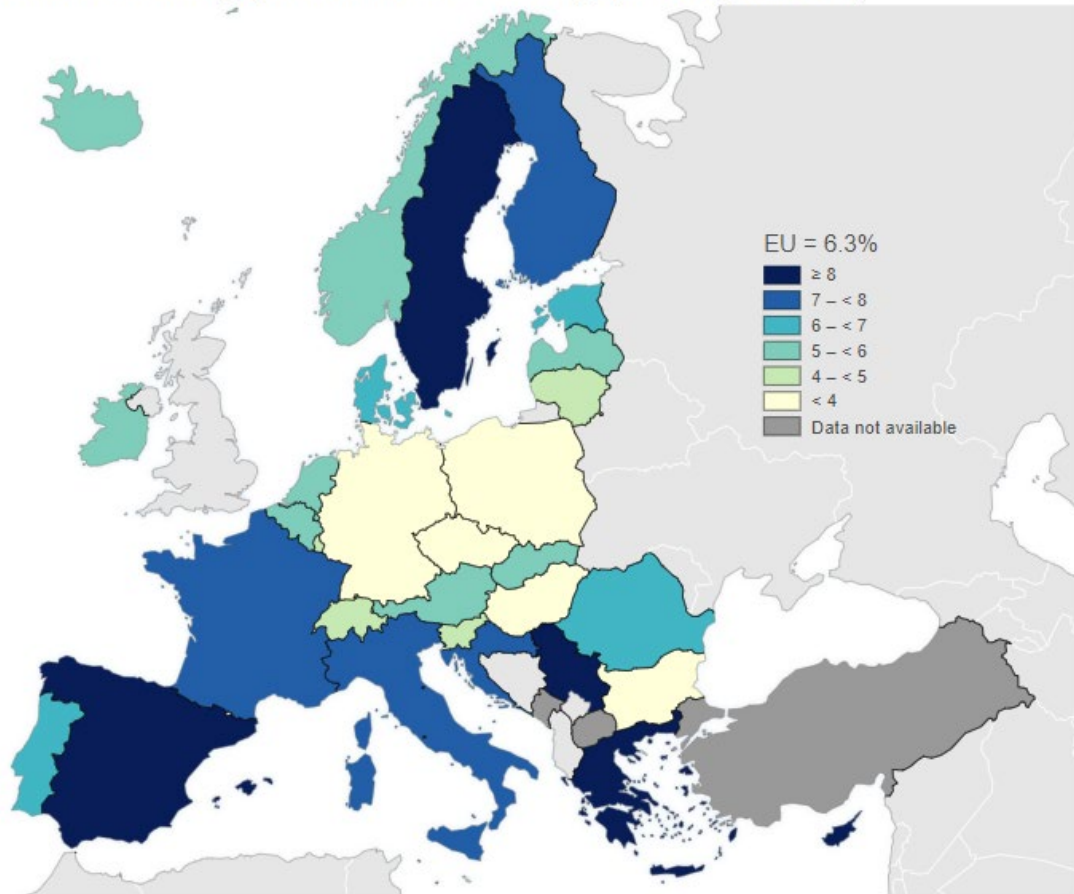 EU = 6.3%
≥ 8
7 – < 8
6 – < 7
5 – < 6
4 – < 5
< 4
Data not available